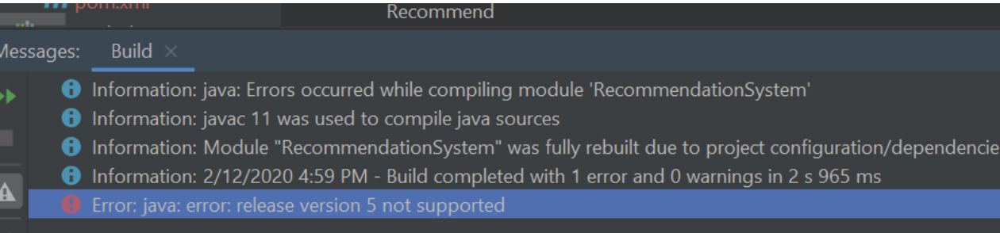 pom.xml
Recommend
Messages:
Build
Information: java: Errors occurred while compiling module 'RecommendationSystem'
Information: javac 11 was used to compile java sources
Information: Module "RecommendationSystem" was fully rebuilt due to project configuration/dependencie
Information: 2/12/2020 4:59 PM - Build completed with 1 error and 0 warnings in 2 s 965 ms
Error: java: error: release version 5 not supported